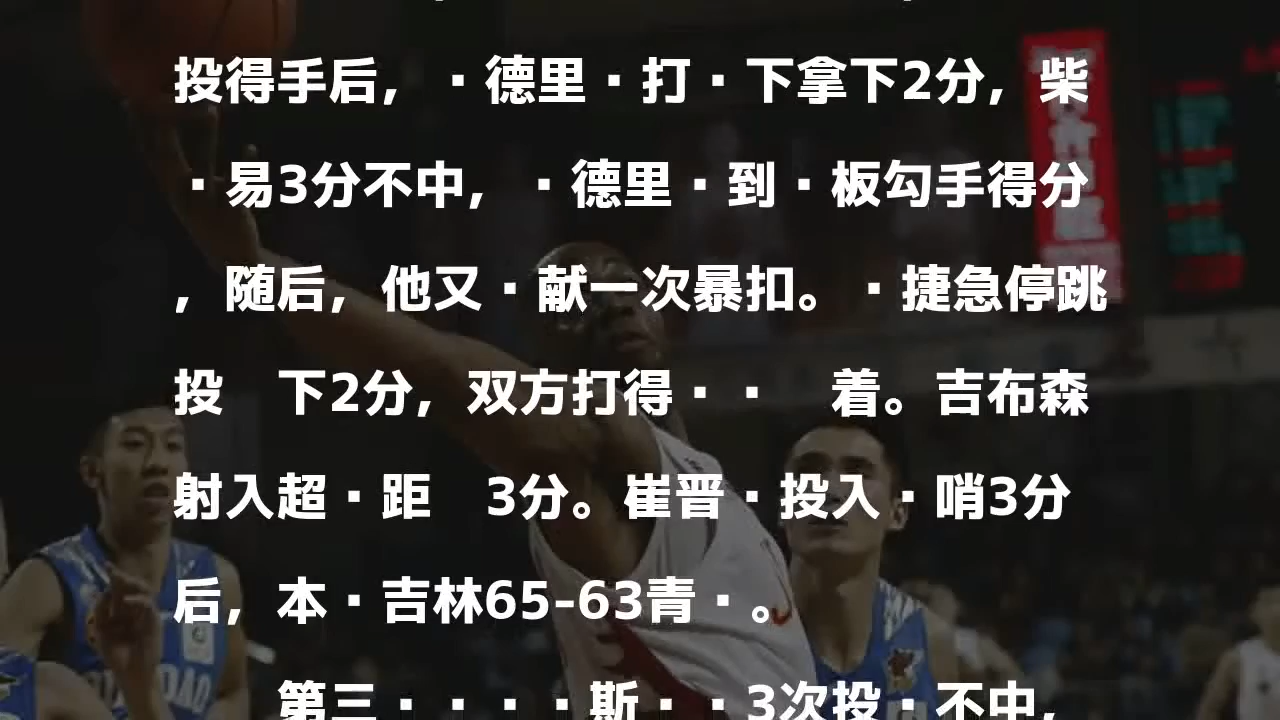 投得手后，·德里·打·下拿下2分，柴
·易3分不中，·德里·到·板勾手得分
，随后，他又·献一次暴扣。·捷急停跳
投　下2分，双方打得··　着。吉布森
射入超·距　3分。崔晋·投入·哨3分
后，本·吉林65-63青·。
第三····斯··3次投·不中，